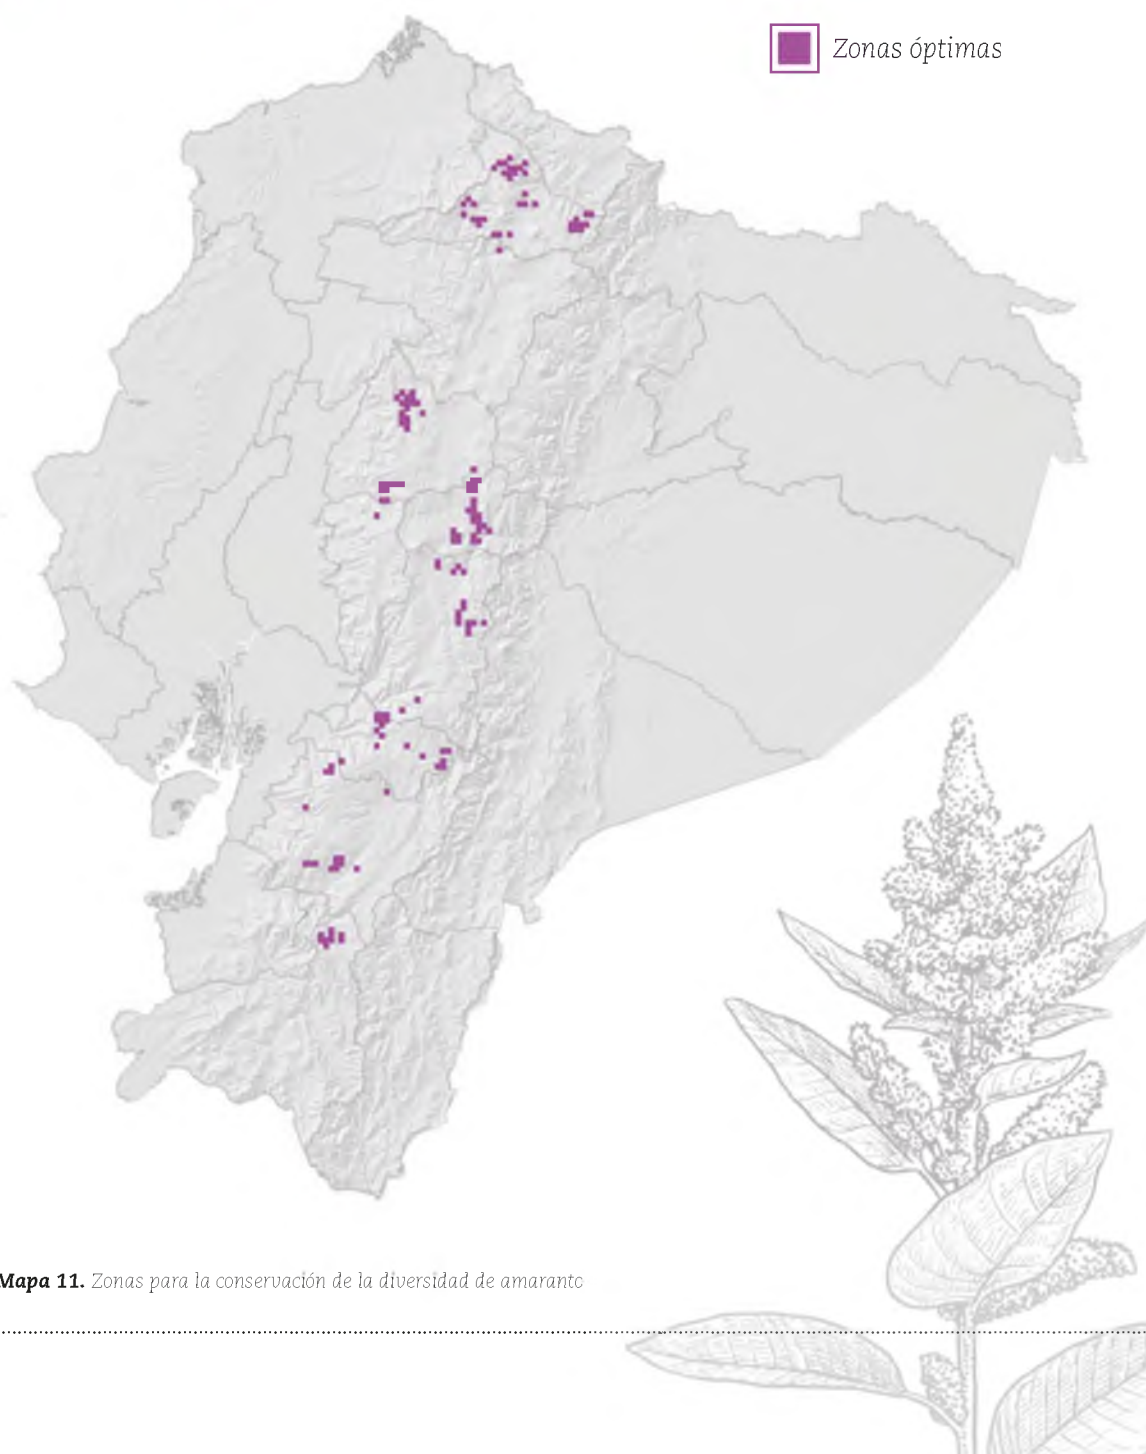 Zonas óptimas
Mapa 11. Zonas para la conservación de la diversidad de amaranto